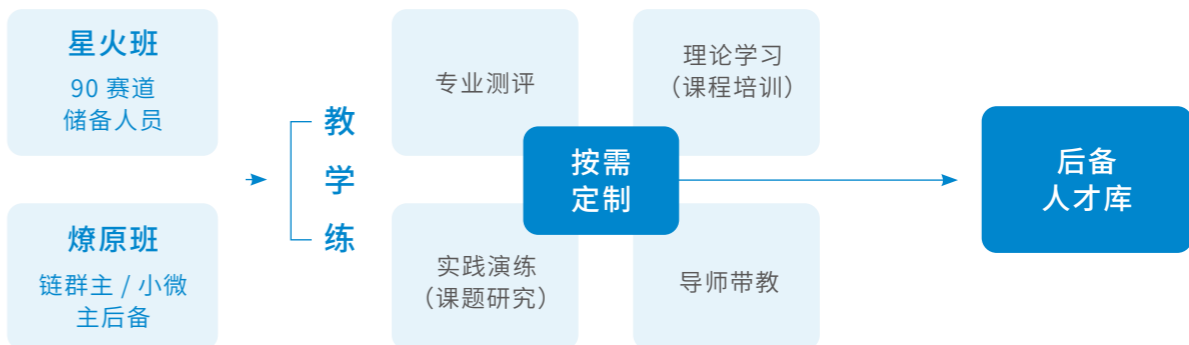 星火班
90 赛道
储备人员
燎原班
链群主 / 小微
主后备
教
学
练
专业测评
理论学习
（课程培训）
按需
定制
实践演练
（课题研究）
导师带教
后备
人才库